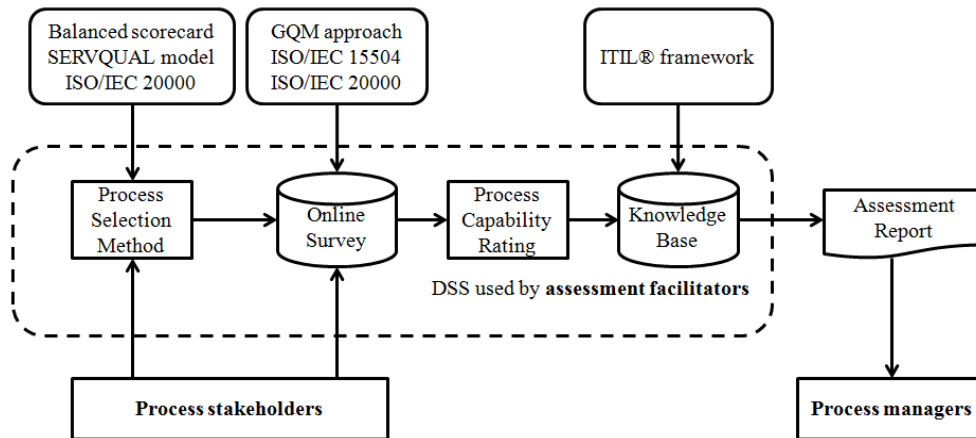 Balanced scorecard
SERVQUAL model
ISO/IEC 20000
GQM approach
ISO/IEC 15504
ISO/IEC 20000
ITIL® framework
Process
Selection
Method
Online
Survey
Process
Capability
Rating
Knowledge
Base
Assessment
Report
DSS used by assessment facilitators
Process stakeholders
Process managers